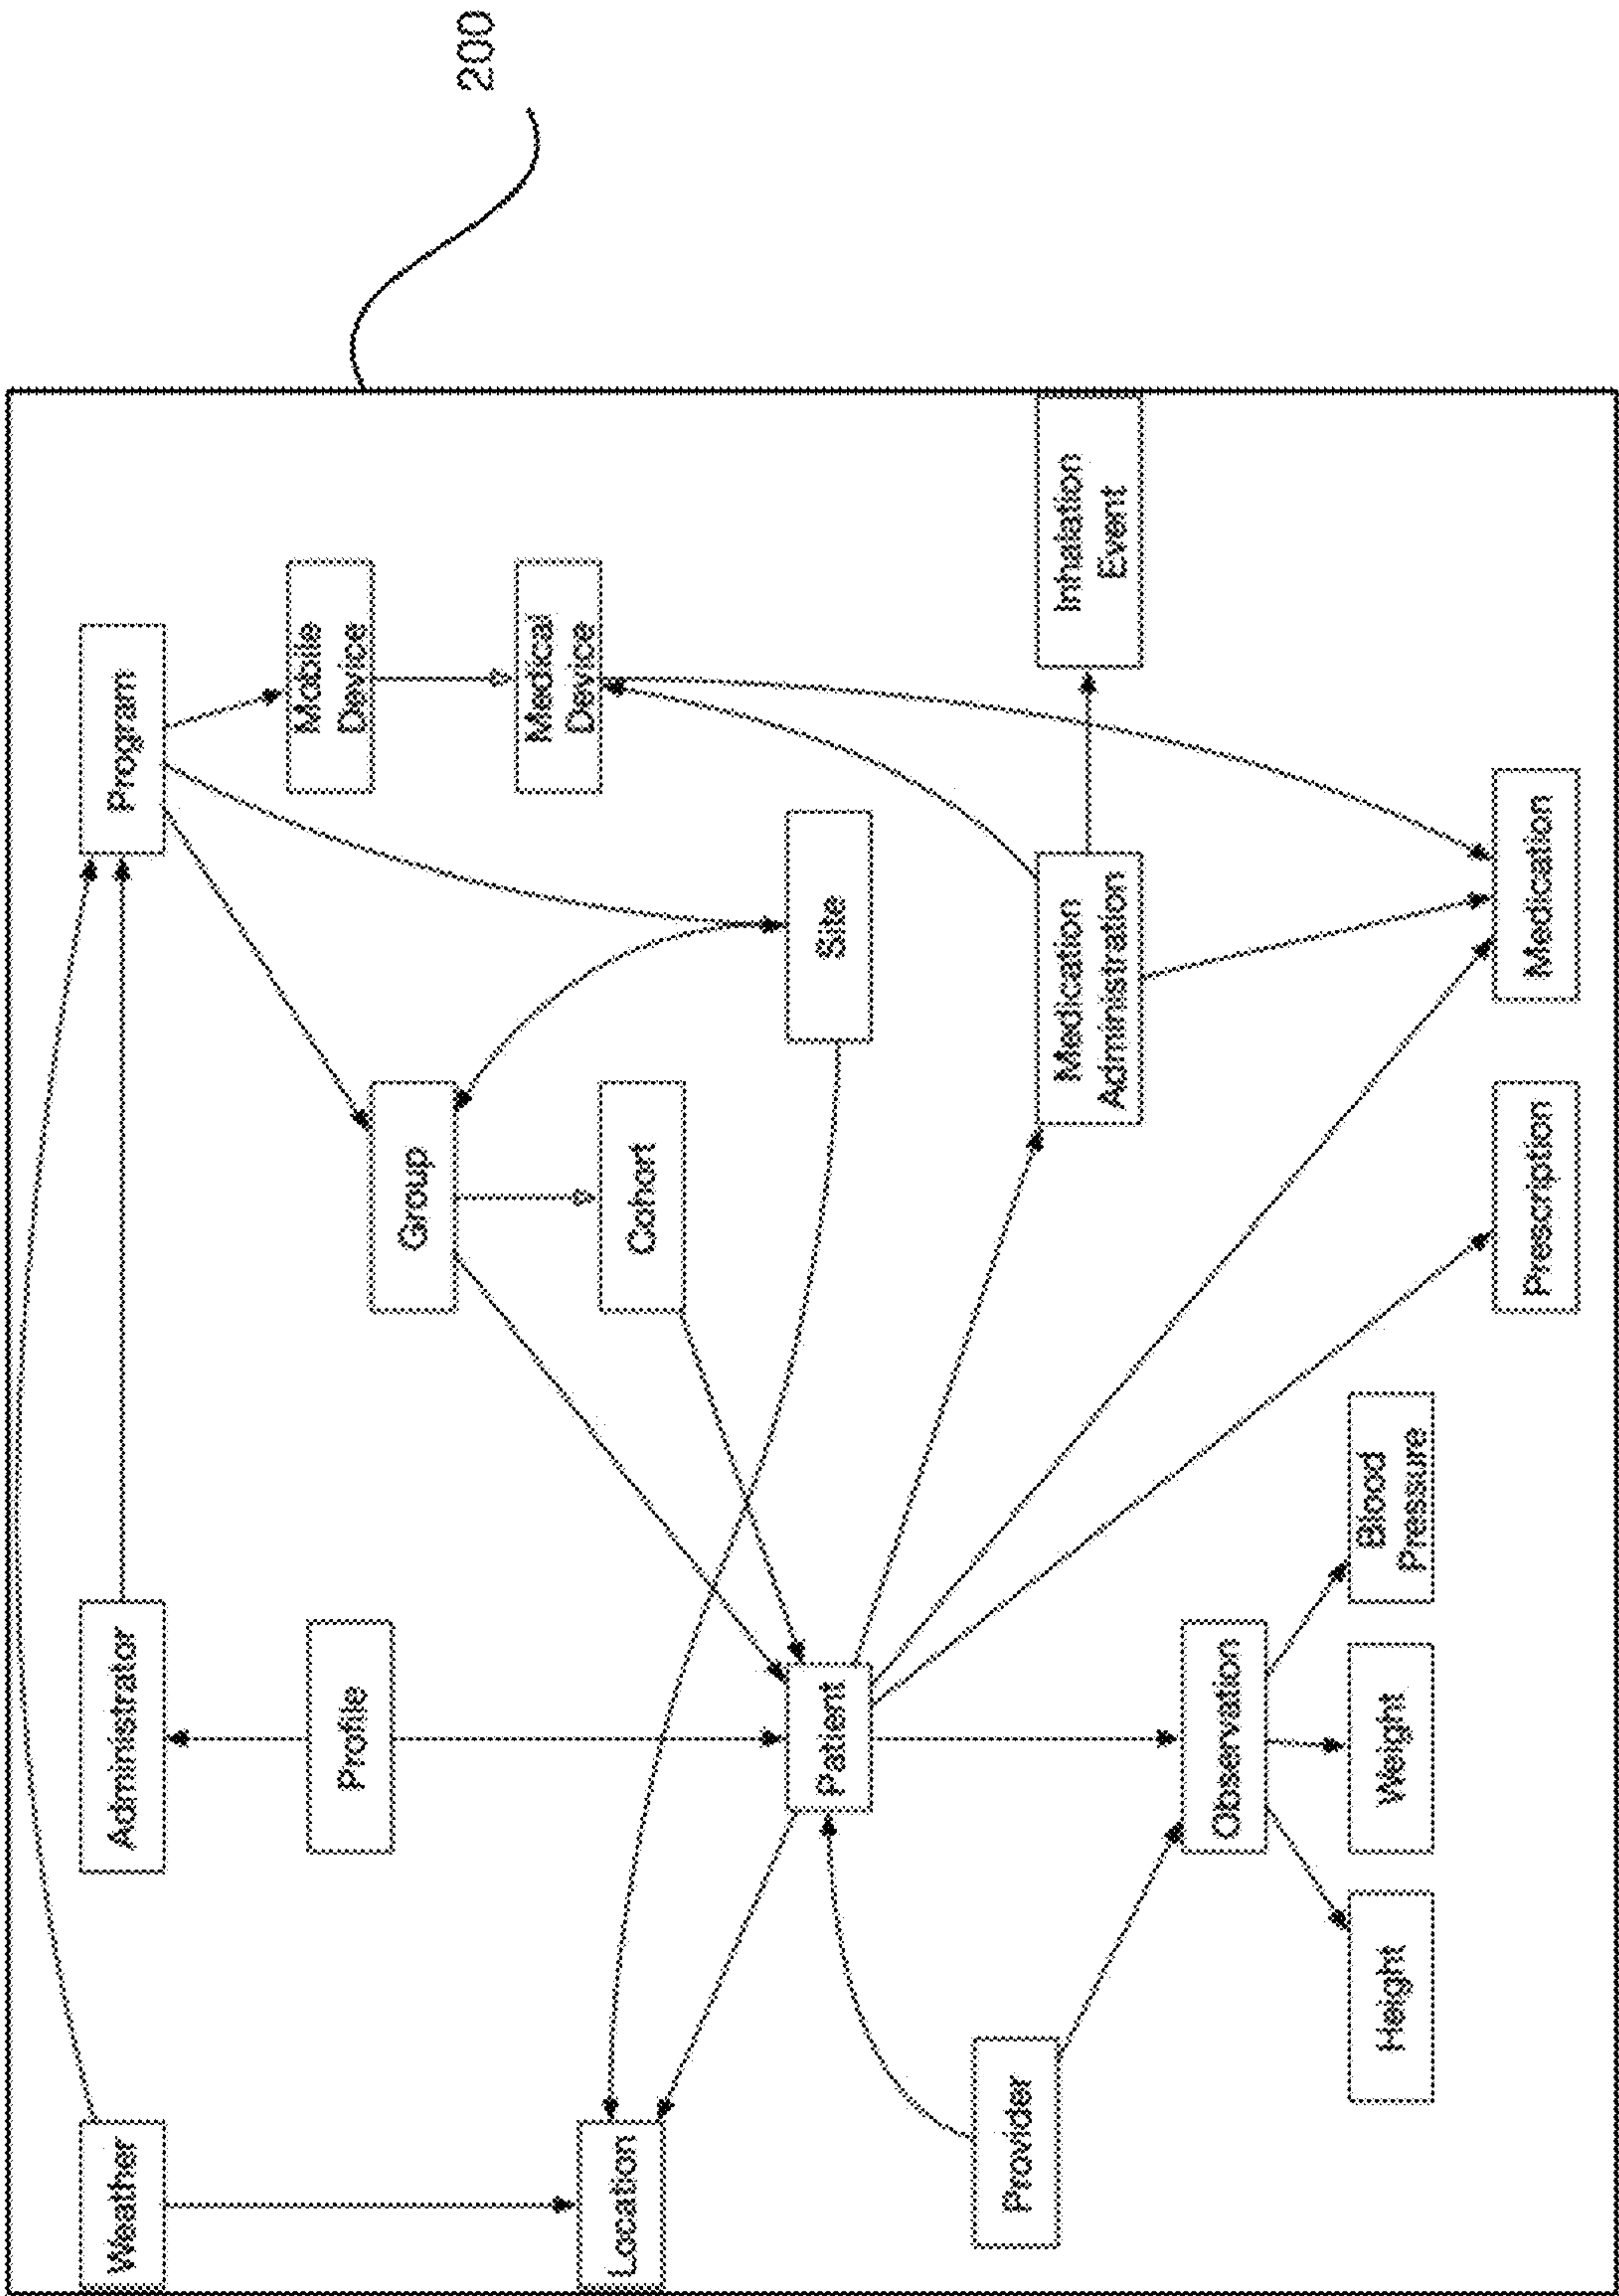 200
Weather
Administrator
Program
Profile
Mobile
Device
Group
Medical
Device
Location
Cohort
Patient
Site
Provider
Medication
Administration
Inhalation
Event
Observation
Height
Weight
Blood
Pressure
Prescription
Medication